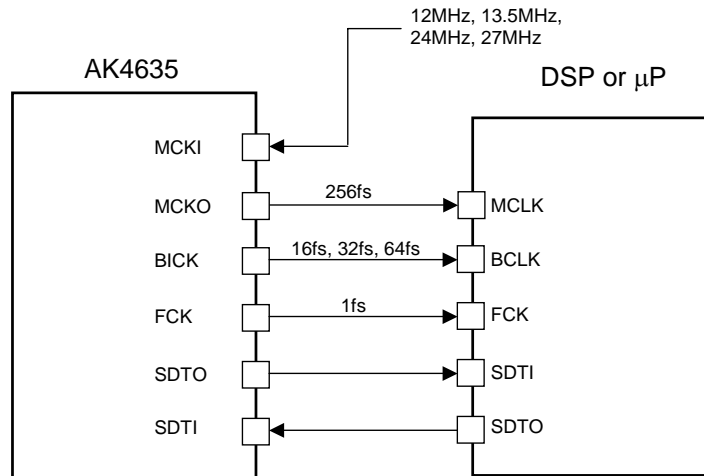 12MHz, 13.5MHz,
24MHz, 27MHz
AK4635
DSP or μP
MCKI
MCKO
256fs
MCLK
BICK
16fs, 32fs, 64fs
BCLK
FCK
1fs
FCK
SDTO
SDTI
SDTI
SDTO